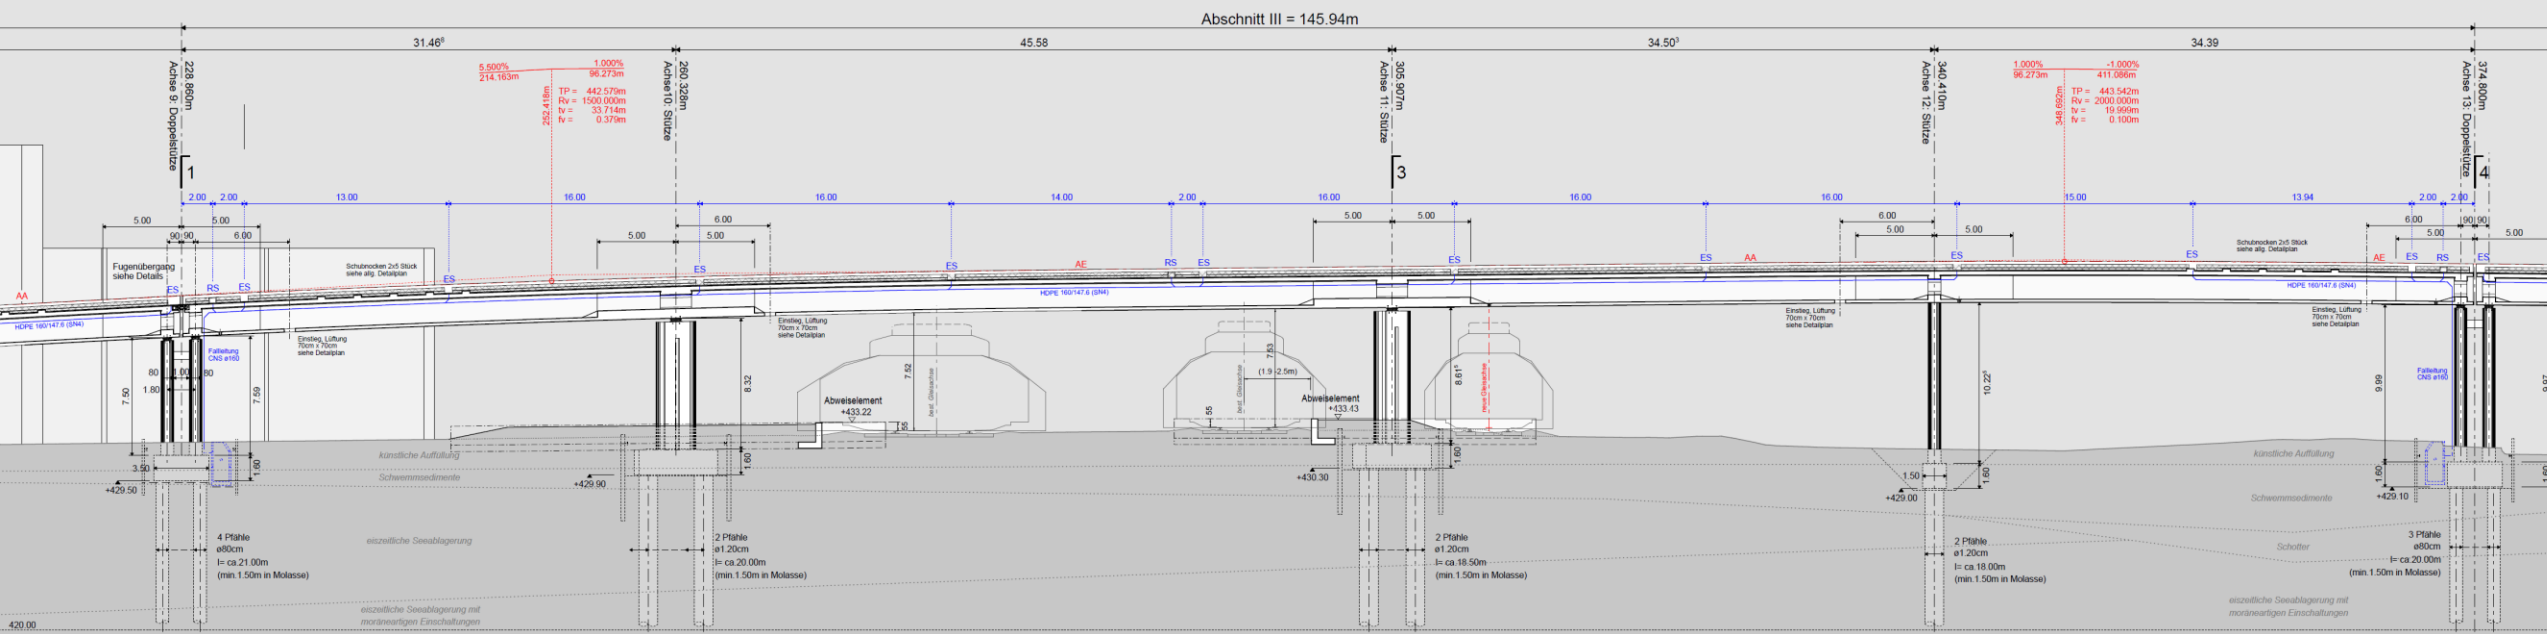 Abschnitt III = 145.94m
31.46⁸
45.58
34.50³
34.39
228.860m
Achse 9: Doppelstütze
260.328m
Achse10: Stütze
305.907m
Achse 11: Stütze
340.410m
Achse 12: Stütze
374.800m
Achse 13: Doppelstütze
5.500%
1.000%
214.163m
96.273m
252.418m
TP = 442.579m
Rv = 1500.000m
tv = 33.714m
fv = 0.379m
1.000%
-1.000%
96.273m
411.086m
348.692m
TP = 443.542m
Rv = 2000.000m
tv = 19.999m
fv = 0.100m
1
3
4
2.00
2.00
13.00
16.00
16.00
14.00
2.00
16.00
16.00
16.00
15.00
13.94
2.00
2.00
5.00
5.00
90
90
6.00
5.00
5.00
6.00
5.00
5.00
6.00
5.00
5.00
6.00
90
90
5.00
5.00
Fugenübergang
siehe Details
Schubnocken 2x5 Stück
siehe allg. Detailplan
Schubnocken 2x5 Stück
siehe allg. Detailplan
AA
ES
RS
ES
ES
ES
ES
AE
RS
ES
ES
ES
AA
ES
ES
AE
ES
RS
ES
HDPE 160/147.6 (SN4)
HDPE 160/147.6 (SN4)
HDPE 160/147.6 (SN4)
Einstieg, Lüftung
70cm x 70cm
siehe Detailplan
Einstieg, Lüftung
70cm x 70cm
siehe Detailplan
Einstieg, Lüftung
70cm x 70cm
siehe Detailplan
Einstieg, Lüftung
70cm x 70cm
siehe Detailplan
Fallleitung
CNS ø160
Fallleitung
CNS ø160
80
1.00
80
1.80
7.50
7.59
8.32
7.52
7.53
8.61⁵
10.22⁵
9.99
9.97
best. Gleisachse
best. Gleisachse
neue Gleisachse
(1.9 -2.5m)
Abweiselement
+433.22
Abweiselement
+433.43
55
55
3.50
1.60
1.60
1.60
1.50
1.60
1.60
+429.50
+429.90
+430.30
+429.00
+429.10
künstliche Auffüllung
Schwemmsedimente
eiszeitliche Seeablagerung
eiszeitliche Seeablagerung mit
moräneartigen Einschaltungen
künstliche Auffüllung
Schwemmsedimente
Schotter
eiszeitliche Seeablagerung mit
moräneartigen Einschaltungen
4 Pfähle
ø80cm
l= ca.21.00m
(min.1.50m in Molasse)
2 Pfähle
ø1.20cm
l= ca.20.00m
(min.1.50m in Molasse)
2 Pfähle
ø1.20cm
l= ca.18.50m
(min.1.50m in Molasse)
2 Pfähle
ø1.20cm
l= ca.18.00m
(min.1.50m in Molasse)
3 Pfähle
ø80cm
l= ca.20.00m
(min.1.50m in Molasse)
420.00